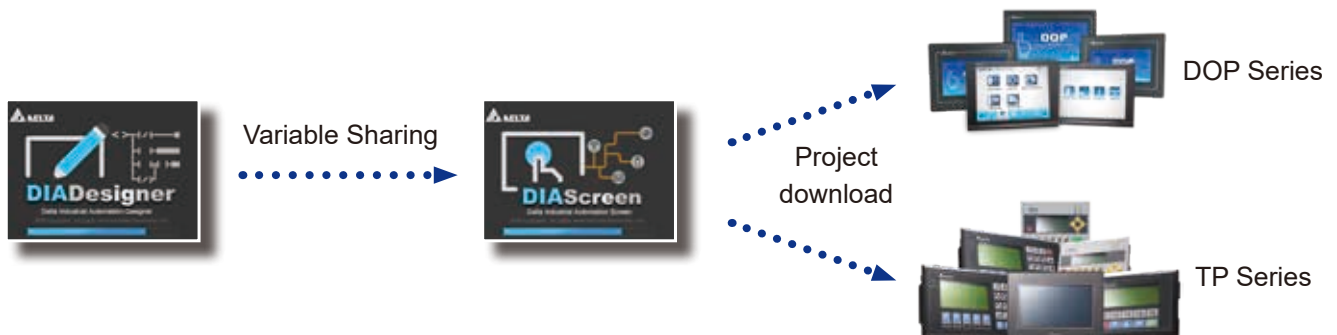 DOP
DOP Series
DELTA
DIADesigner
Delta Industrial Automation Designer
Variable Sharing
DELTA
DIAScreen
Delta Industrial Automation Screen
Project
download
TP Series